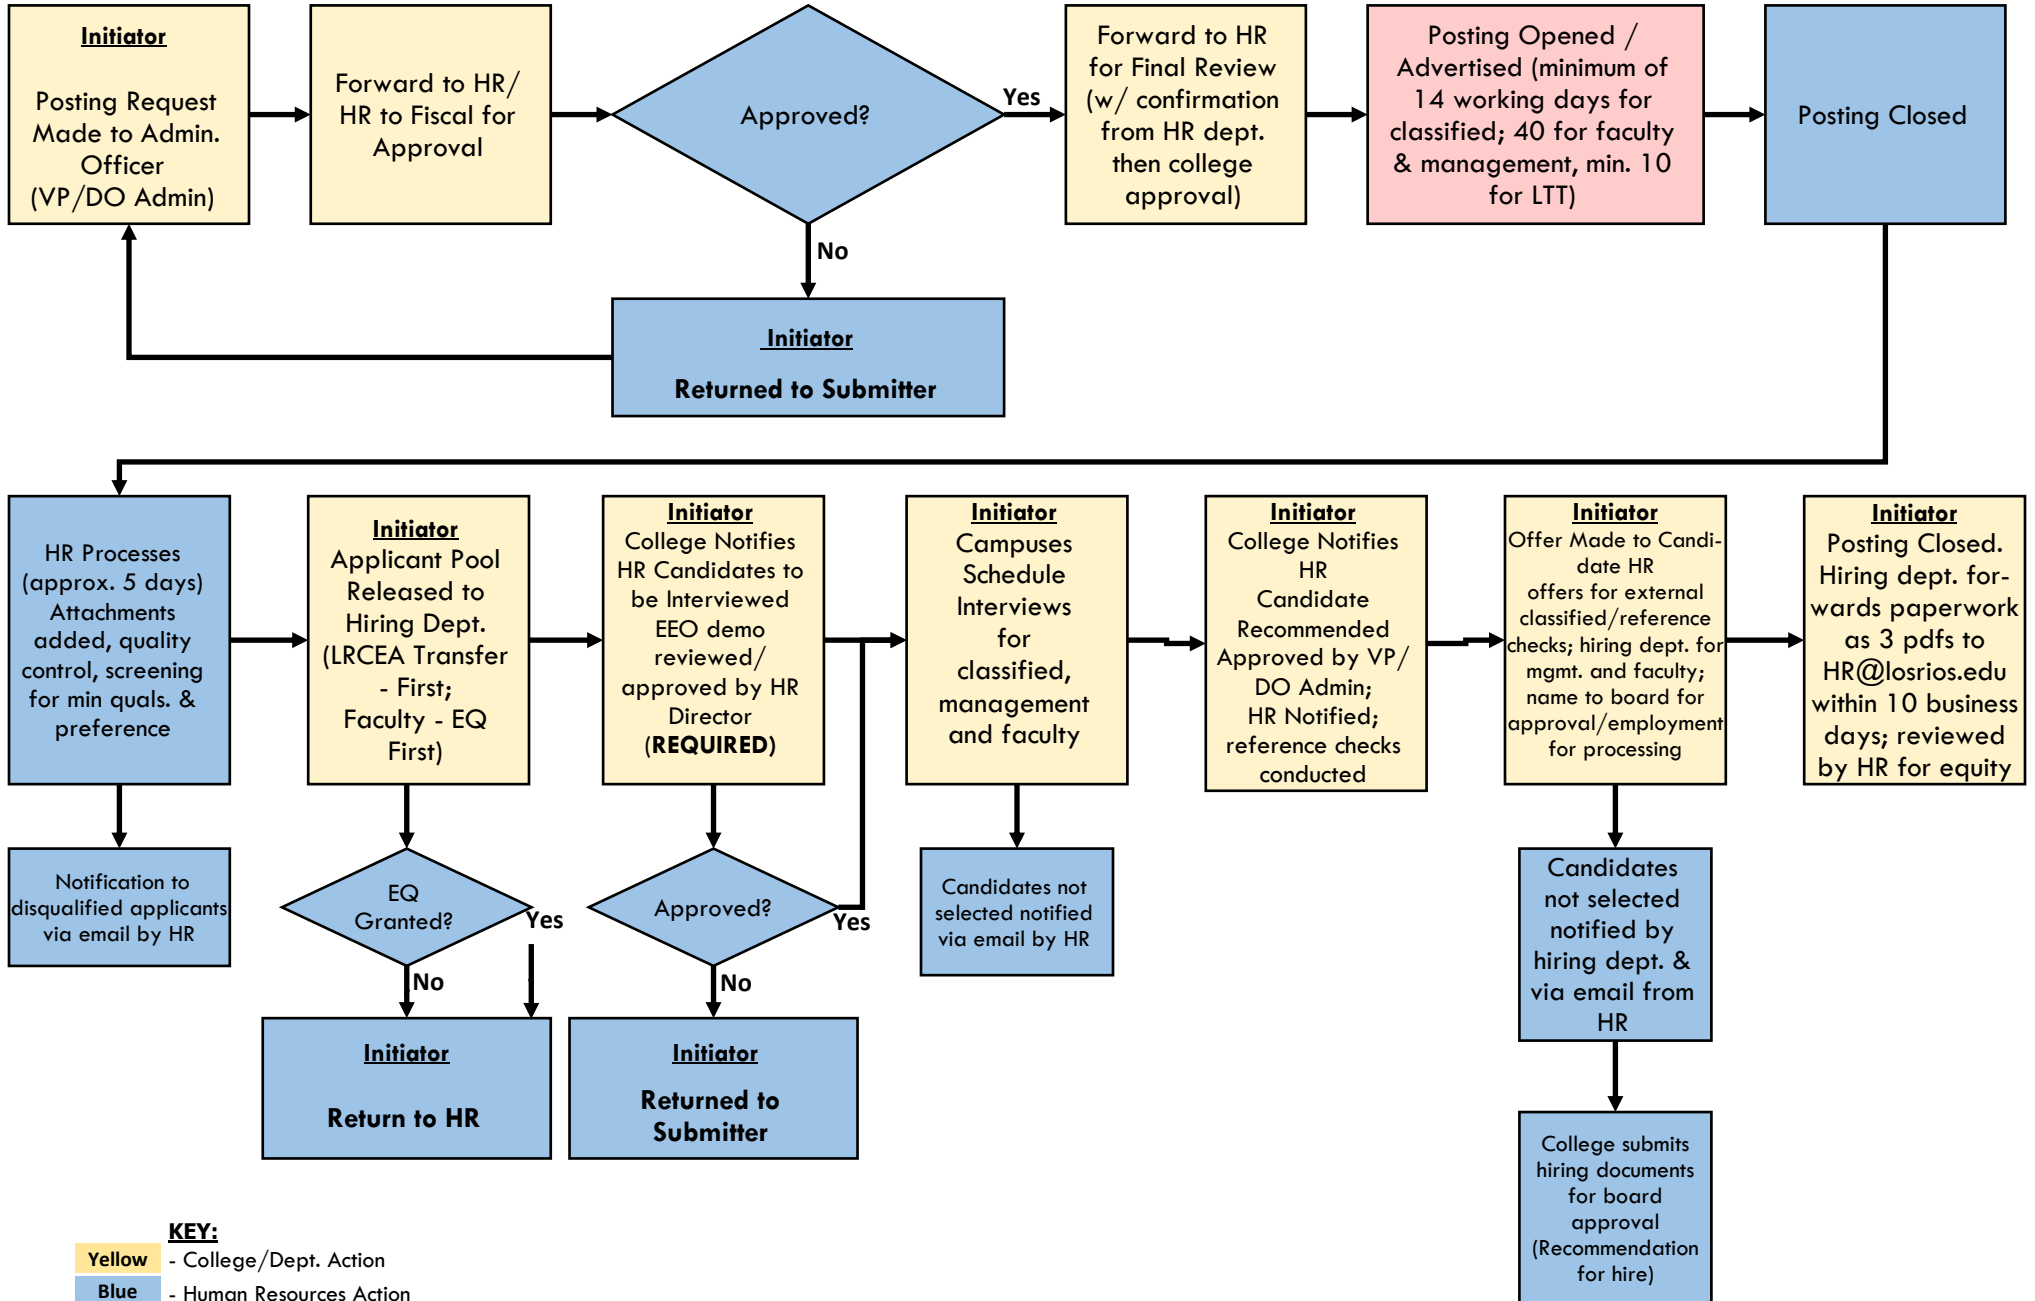 Initiator
Posting Request
Made to Admin.
Officer
(VP/DO Admin)
Forward to HR/
HR to Fiscal for
Approval
Approved?
Yes
No
Forward to HR
for Final Review
(w/ confirmation
from HR dept.
then college
approval)
Posting Opened /
Advertised (minimum of
14 working days for
classified; 40 for faculty
& management, min. 10
for LTT)
Posting Closed
Initiator
Returned to Submitter
HR Processes
(approx. 5 days)
Attachments
added, quality
control, screening
for min quals. &
preference
Initiator
Applicant Pool
Released to
Hiring Dept.
(LRCEA Transfer
- First;
Faculty - EQ
First)
Initiator
College Notifies
HR Candidates to
be Interviewed
EEO demo
reviewed/
approved by HR
Director
(REQUIRED)
Initiator
Campuses
Schedule
Interviews
for
classified,
management
and faculty
Initiator
College Notifies
HR
Candidate
Recommended
Approved by VP/
DO Admin;
HR Notified;
reference checks
conducted
Initiator
Offer Made to Candi-
date HR
offers for external
classified/reference
checks; hiring dept. for
mgmt. and faculty;
name to board for
approval/employment
for processing
Initiator
Posting Closed.
Hiring dept. for-
wards paperwork
as 3 pdfs to
HR@losrios.edu
within 10 business
days; reviewed
by HR for equity
Notification to
disqualified applicants
via email by HR
EQ
Granted?
Yes
No
Approved?
Yes
No
Candidates not
selected notified
via email by HR
Candidates
not selected
notified by
hiring dept. &
via email from
HR
Initiator
Return to HR
Initiator
Returned to
Submitter
College submits
hiring documents
for board
approval
(Recommendation
for hire)
KEY:
Yellow - College/Dept. Action
Blue - Human Resources Action